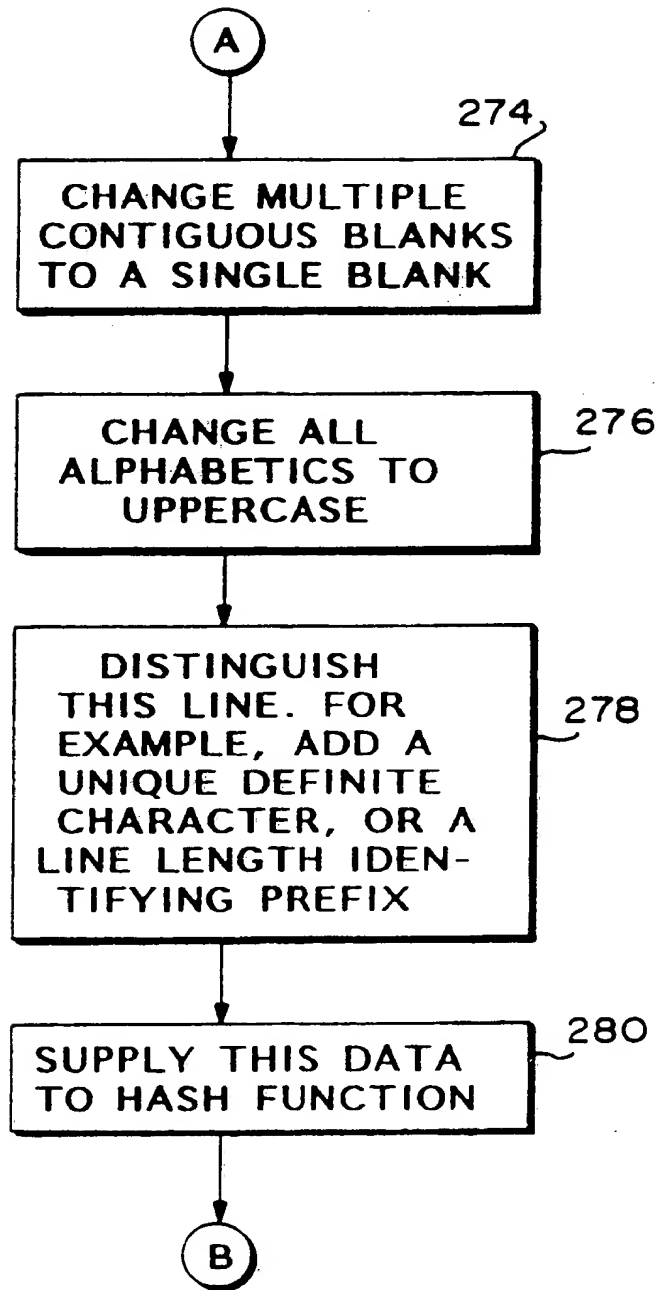 A
274
CHANGE MULTIPLE
CONTIGUOUS BLANKS
TO A SINGLE BLANK
276
CHANGE ALL
ALPHABETICS TO
UPPERCASE
278
DISTINGUISH
THIS LINE. FOR
EXAMPLE, ADD A
UNIQUE DEFINITE
CHARACTER, OR A
LINE LENGTH IDEN-
TIFYING PREFIX
280
SUPPLY THIS DATA
TO HASH FUNCTION
B